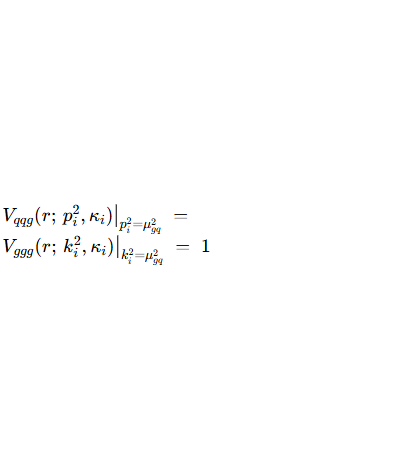 $V_{qqg}(r;\, p_i^2, \kappa_i)\big|_{p_i^2=\mu_{gq}^2} \; =$
$V_{ggg}(r;\, k_i^2, \kappa_i)\big|_{k_i^2=\mu_{gq}^2} \; = \; 1$